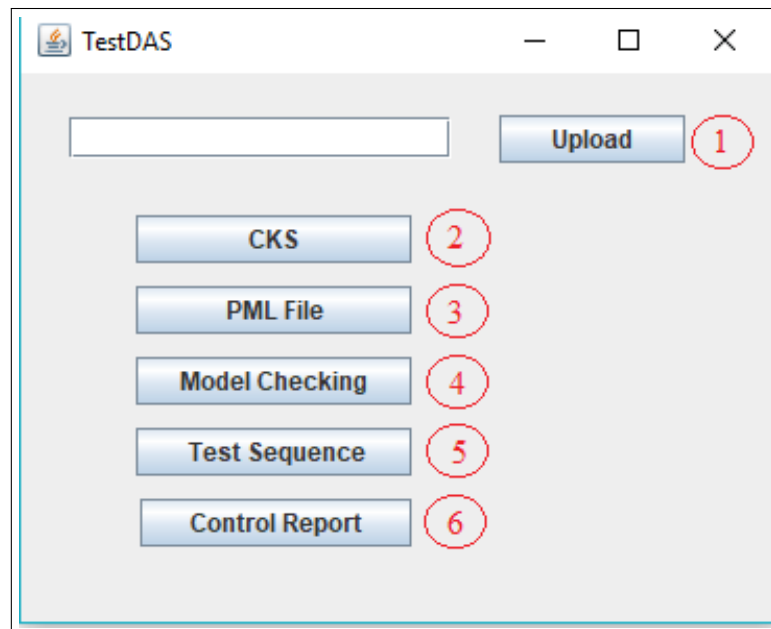 TestDAS
Upload 1
CKS 2
PML File 3
Model Checking 4
Test Sequence 5
Control Report 6